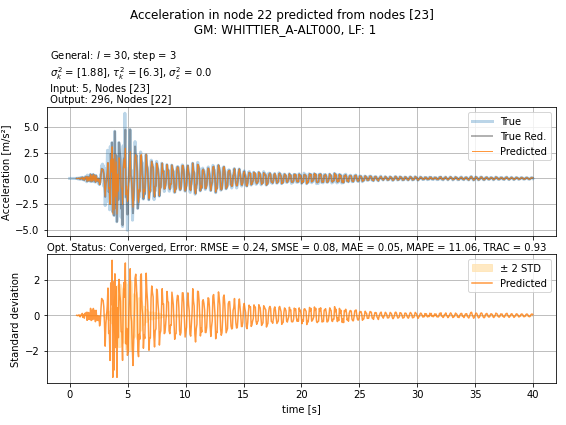 Acceleration in node 22 predicted from nodes [23]
GM: WHITTIER_A-ALT000, LF: 1
General: l = 30, step = 3
σ²ₖ = [1.88], τ²ₖ = [6.3], σ²ε = 0.0
Input: 5, Nodes [23]
Output: 296, Nodes [22]
Acceleration [m/s²]
5.0
2.5
0.0
−2.5
−5.0
True
True Red.
Predicted
Opt. Status: Converged, Error: RMSE = 0.24, SMSE = 0.08, MAE = 0.05, MAPE = 11.06, TRAC = 0.93
Standard deviation
2
0
−2
± 2 STD
Predicted
0 5 10 15 20 25 30 35 40
time [s]